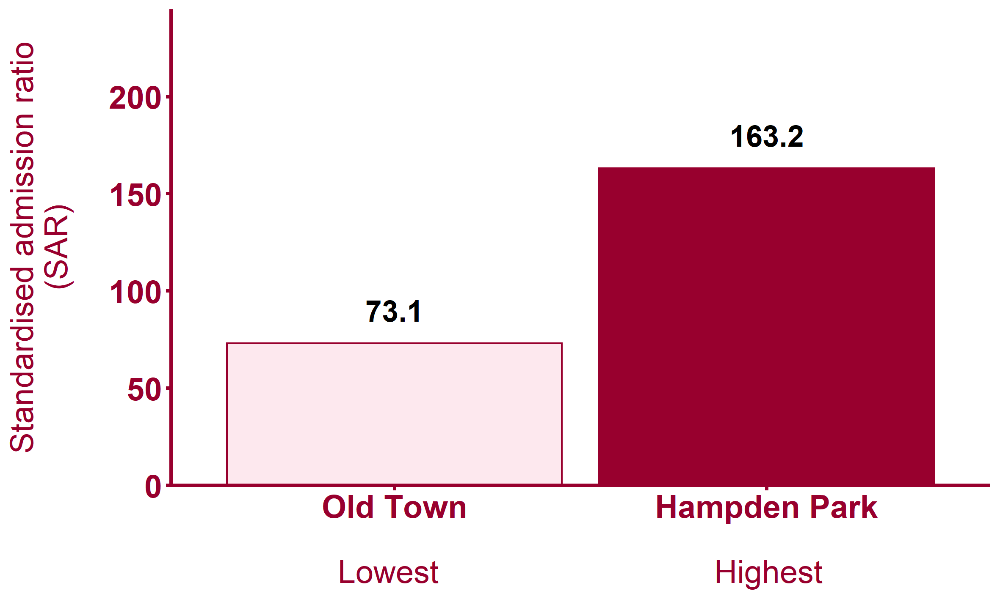 Standardised admission ratio
(SAR)
200
150
100
50
0
73.1
163.2
Old Town
Hampden Park
Lowest
Highest